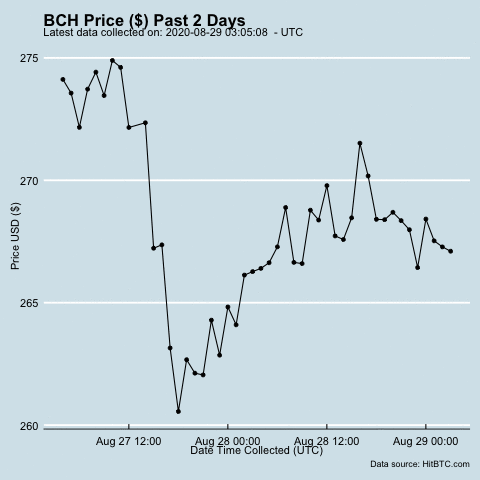 BCH Price ($) Past 2 Days
Latest data collected on: 2020-08-29 03:05:08 - UTC
275
270
265
260
Price USD ($)
Aug 27 12:00 Aug 28 00:00 Aug 28 12:00 Aug 29 00:00
Date Time Collected (UTC)
Data source: HitBTC.com